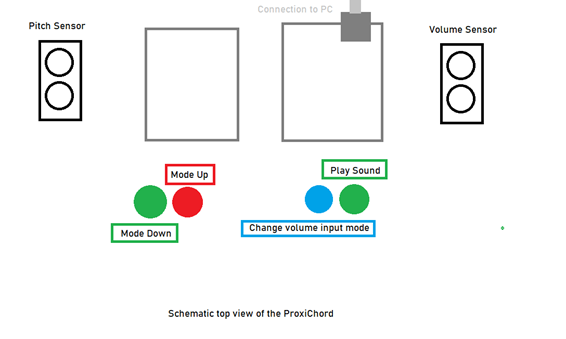 Connection to PC
Pitch Sensor
Volume Sensor
Mode Up
Play Sound
Mode Down
Change volume input mode
Schematic top view of the ProxiChord